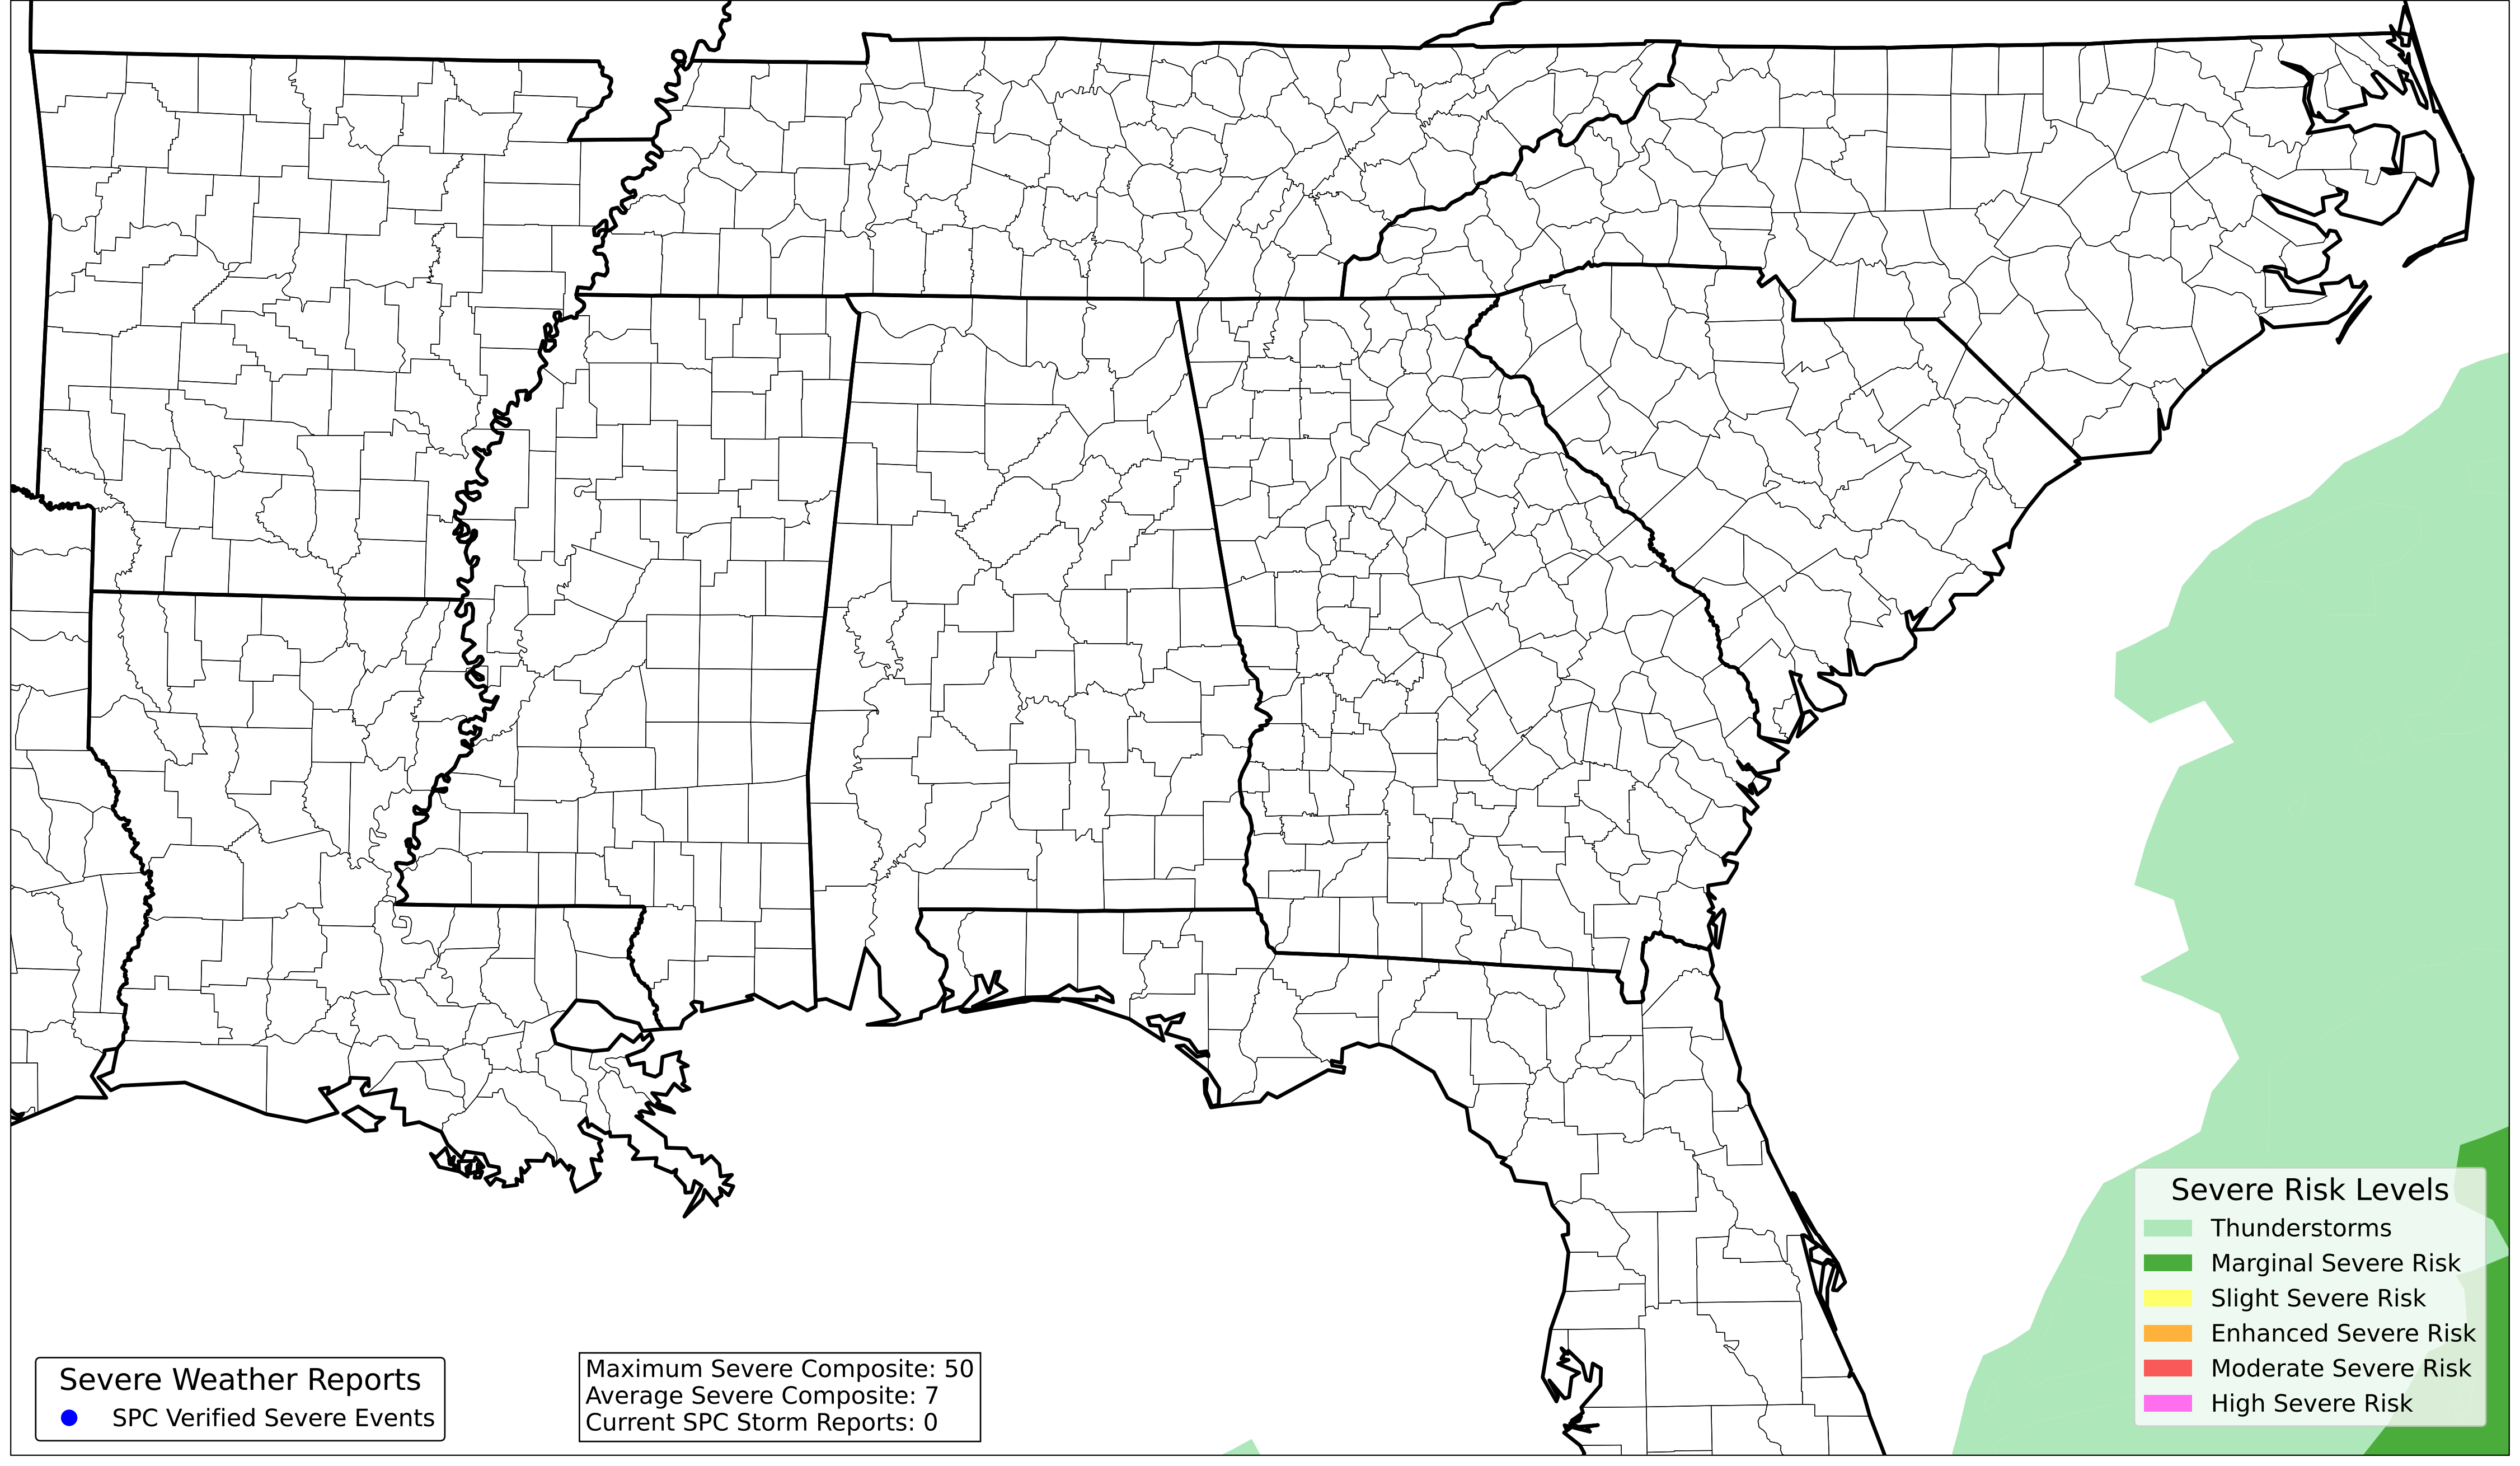 Severe Weather Reports
SPC Verified Severe Events
Maximum Severe Composite: 50
Average Severe Composite: 7
Current SPC Storm Reports: 0
Severe Risk Levels
Thunderstorms
Marginal Severe Risk
Slight Severe Risk
Enhanced Severe Risk
Moderate Severe Risk
High Severe Risk